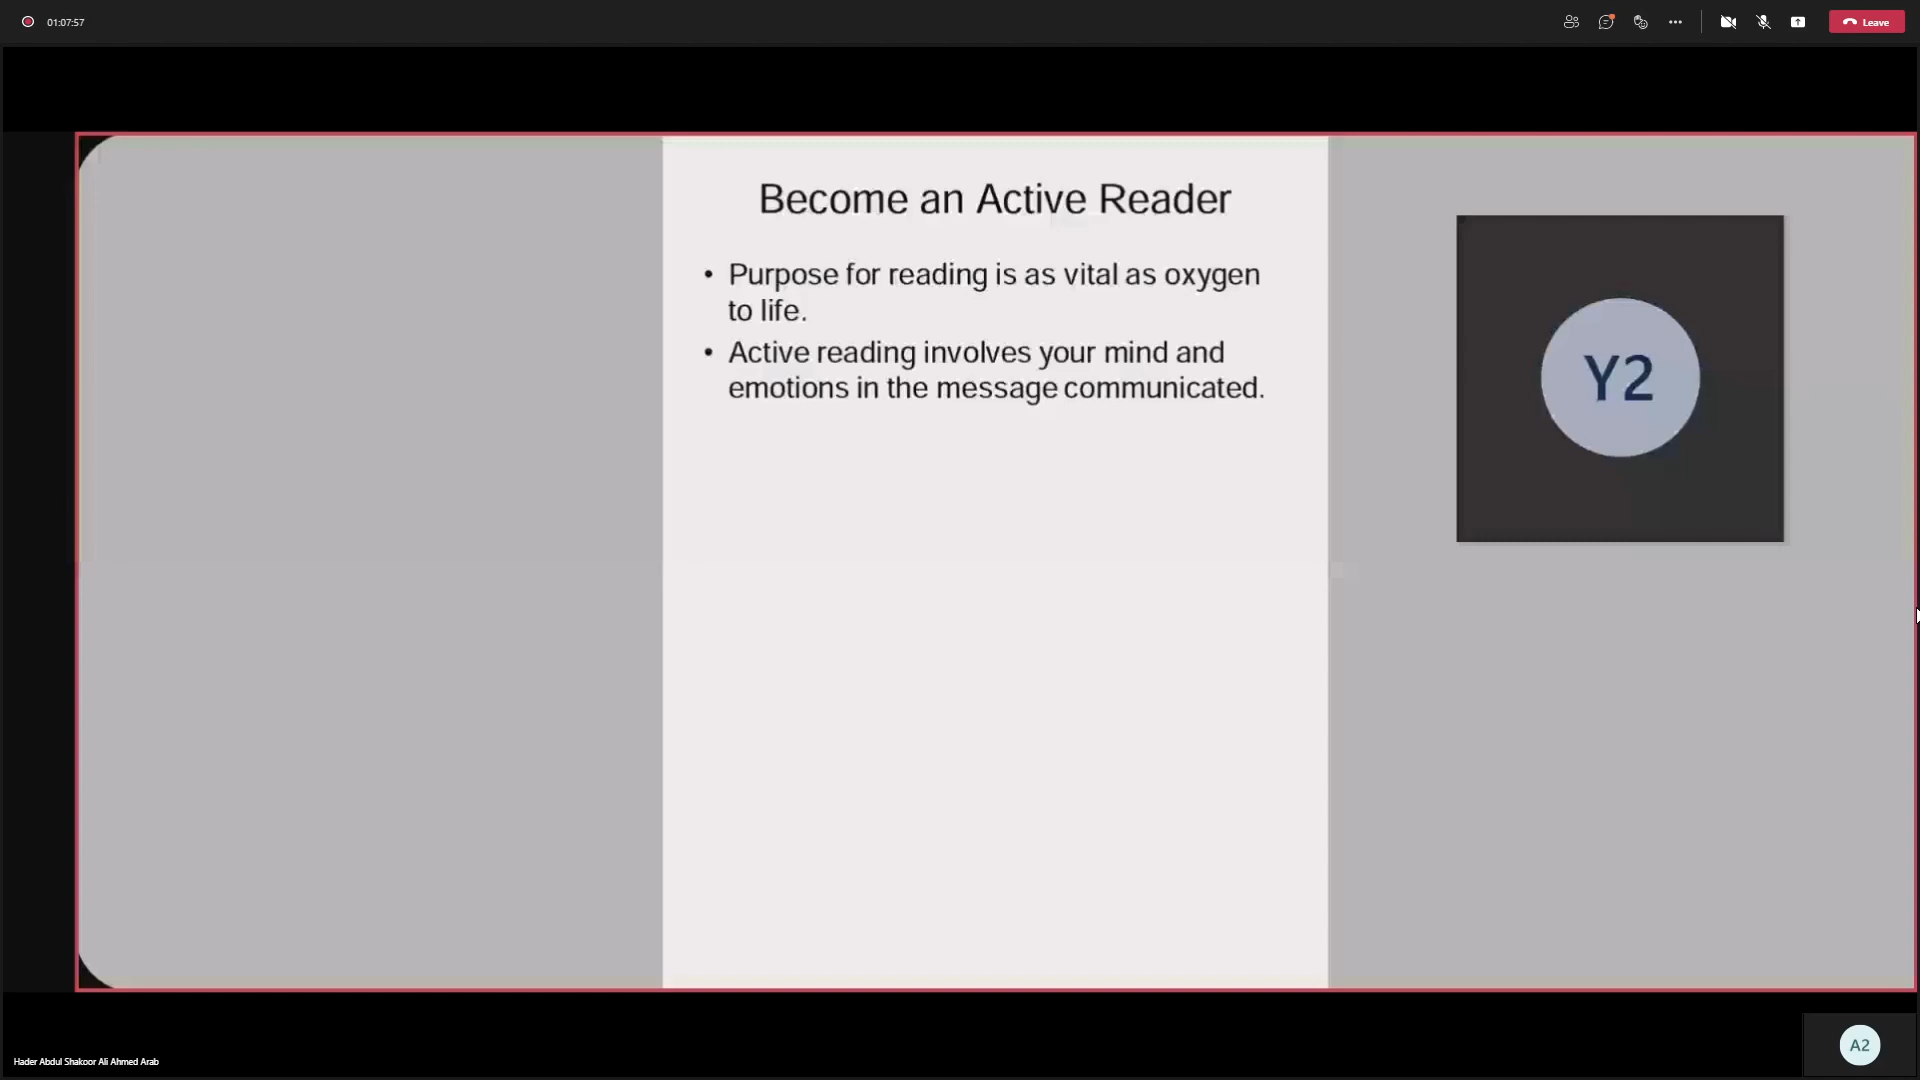 01:07:57
Leave
Become an Active Reader
• Purpose for reading is as vital as oxygen
to life.
• Active reading involves your mind and
emotions in the message communicated.
Y2
Hader Abdul Shakoor Ali Ahmed Arab
A2